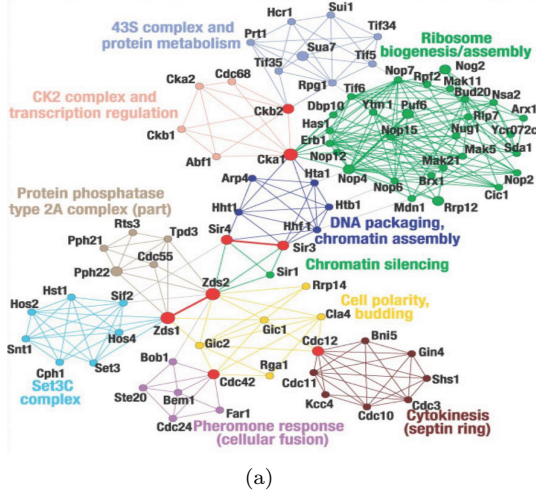 43S complex and
protein metabolism
Hcr1
Sui1
Prt1
Tif34
Sua7
Tif35
Tif5
Rpg1
Ribosome
biogenesis/assembly
Nog2
Nop7
Rpf2
Mak11
Bud20
Nsa2
Tif6
Ytm1
Puf6
Rlp7
Arx1
Dbp10
Has1
Nop15
Nug1
Ycr072c
Erb1
Mak5
Sda1
Nop12
Mak21
Nop4
Nop6
Brx1
Nop2
Cic1
Mdn1
Rrp12
Cka2
Cdc68
CK2 complex and
transcription regulation
Ckb2
Ckb1
Abf1
Cka1
Arp4
Hta1
Hht1
Htb1
Hhf1
DNA packaging,
chromatin assembly
Protein phosphatase
type 2A complex (part)
Rts3
Tpd3
Sir4
Sir3
Pph21
Cdc55
Pph22
Chromatin silencing
Sir1
Zds2
Hst1
Hos2
Sif2
Zds1
Hos4
Snt1
Cph1
Set3
Set3C
complex
Rrp14
Cell polarity,
budding
Cla4
Gic1
Gic2
Cdc12
Rga1
Bob1
Cdc42
Ste20
Bem1
Far1
Cdc24
Pheromone response
(cellular fusion)
Bni5
Gin4
Cdc11
Shs1
Kcc4
Cdc3
Cdc10
Cytokinesis
(septin ring)
(a)